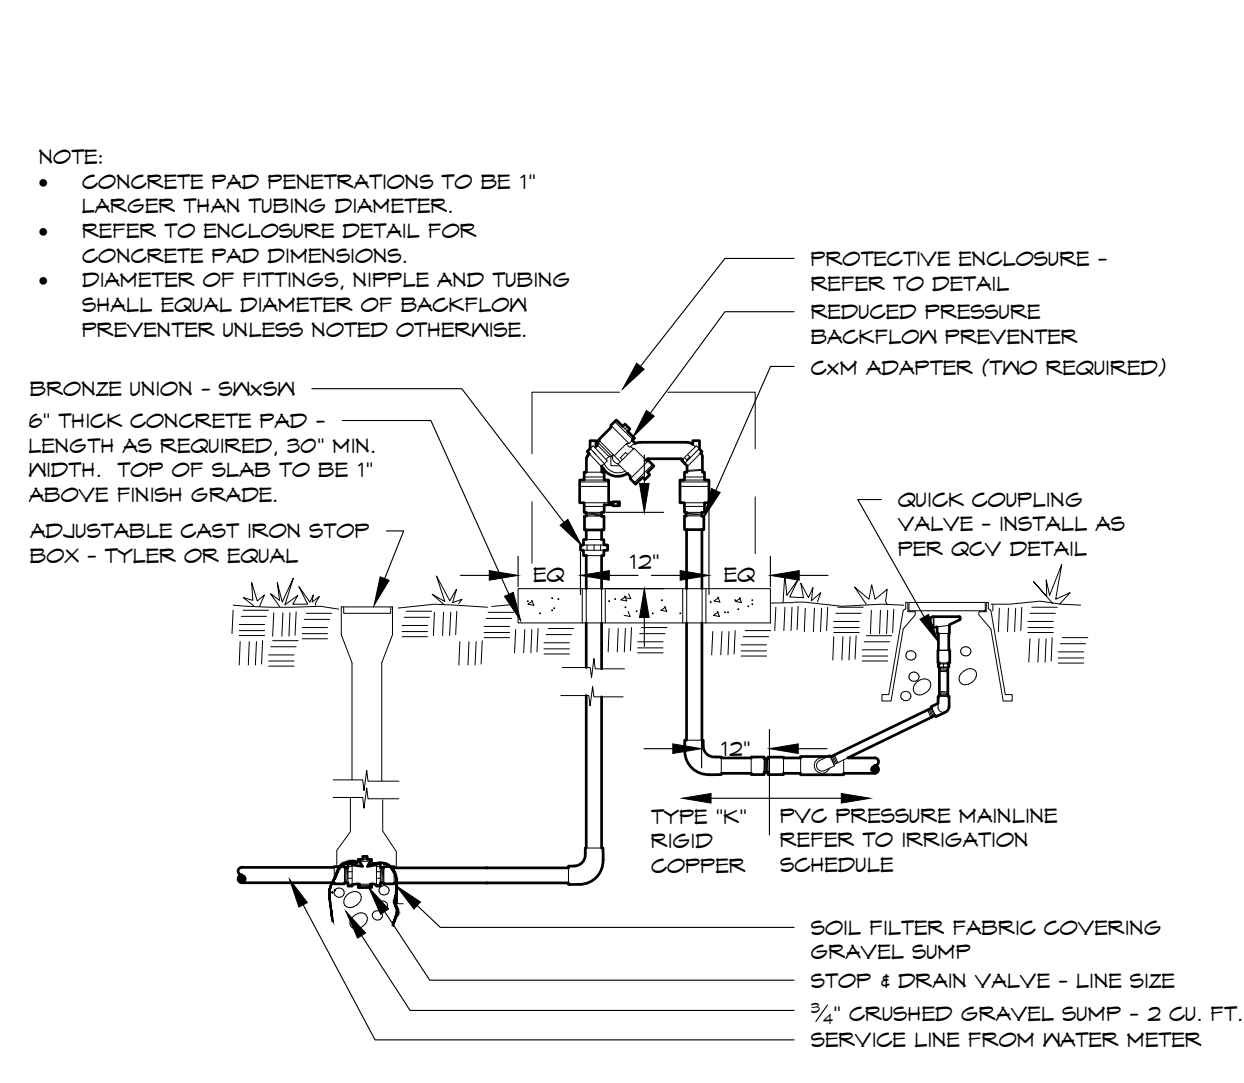 NOTE:
• CONCRETE PAD PENETRATIONS TO BE 1"
LARGER THAN TUBING DIAMETER.
• REFER TO ENCLOSURE DETAIL FOR
CONCRETE PAD DIMENSIONS.
• DIAMETER OF FITTINGS, NIPPLE AND TUBING
SHALL EQUAL DIAMETER OF BACKFLOW
PREVENTER UNLESS NOTED OTHERWISE.
PROTECTIVE ENCLOSURE -
REFER TO DETAIL
REDUCED PRESSURE
BACKFLOW PREVENTER
CxM ADAPTER (TWO REQUIRED)
BRONZE UNION - SWxSW
6" THICK CONCRETE PAD -
LENGTH AS REQUIRED, 30" MIN.
WIDTH. TOP OF SLAB TO BE 1"
ABOVE FINISH GRADE.
ADJUSTABLE CAST IRON STOP
BOX - TYLER OR EQUAL
QUICK COUPLING
VALVE - INSTALL AS
PER QCV DETAIL
EQ 12" EQ
12"
TYPE "K"
RIGID
COPPER
PVC PRESSURE MAINLINE
REFER TO IRRIGATION
SCHEDULE
SOIL FILTER FABRIC COVERING
GRAVEL SUMP
STOP & DRAIN VALVE - LINE SIZE
3/4" CRUSHED GRAVEL SUMP - 2 CU. FT.
SERVICE LINE FROM WATER METER